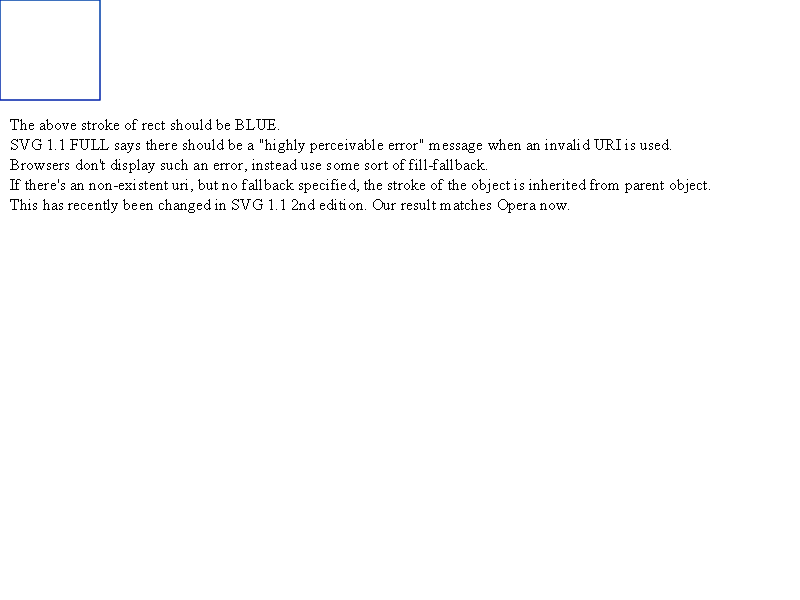 The above stroke of rect should be BLUE.
SVG 1.1 FULL says there should be a "highly perceivable error" message when an invalid URI is used.
Browsers don't display such an error, instead use some sort of fill-fallback.
If there's an non-existent uri, but no fallback specified, the stroke of the object is inherited from parent object.
This has recently been changed in SVG 1.1 2nd edition. Our result matches Opera now.